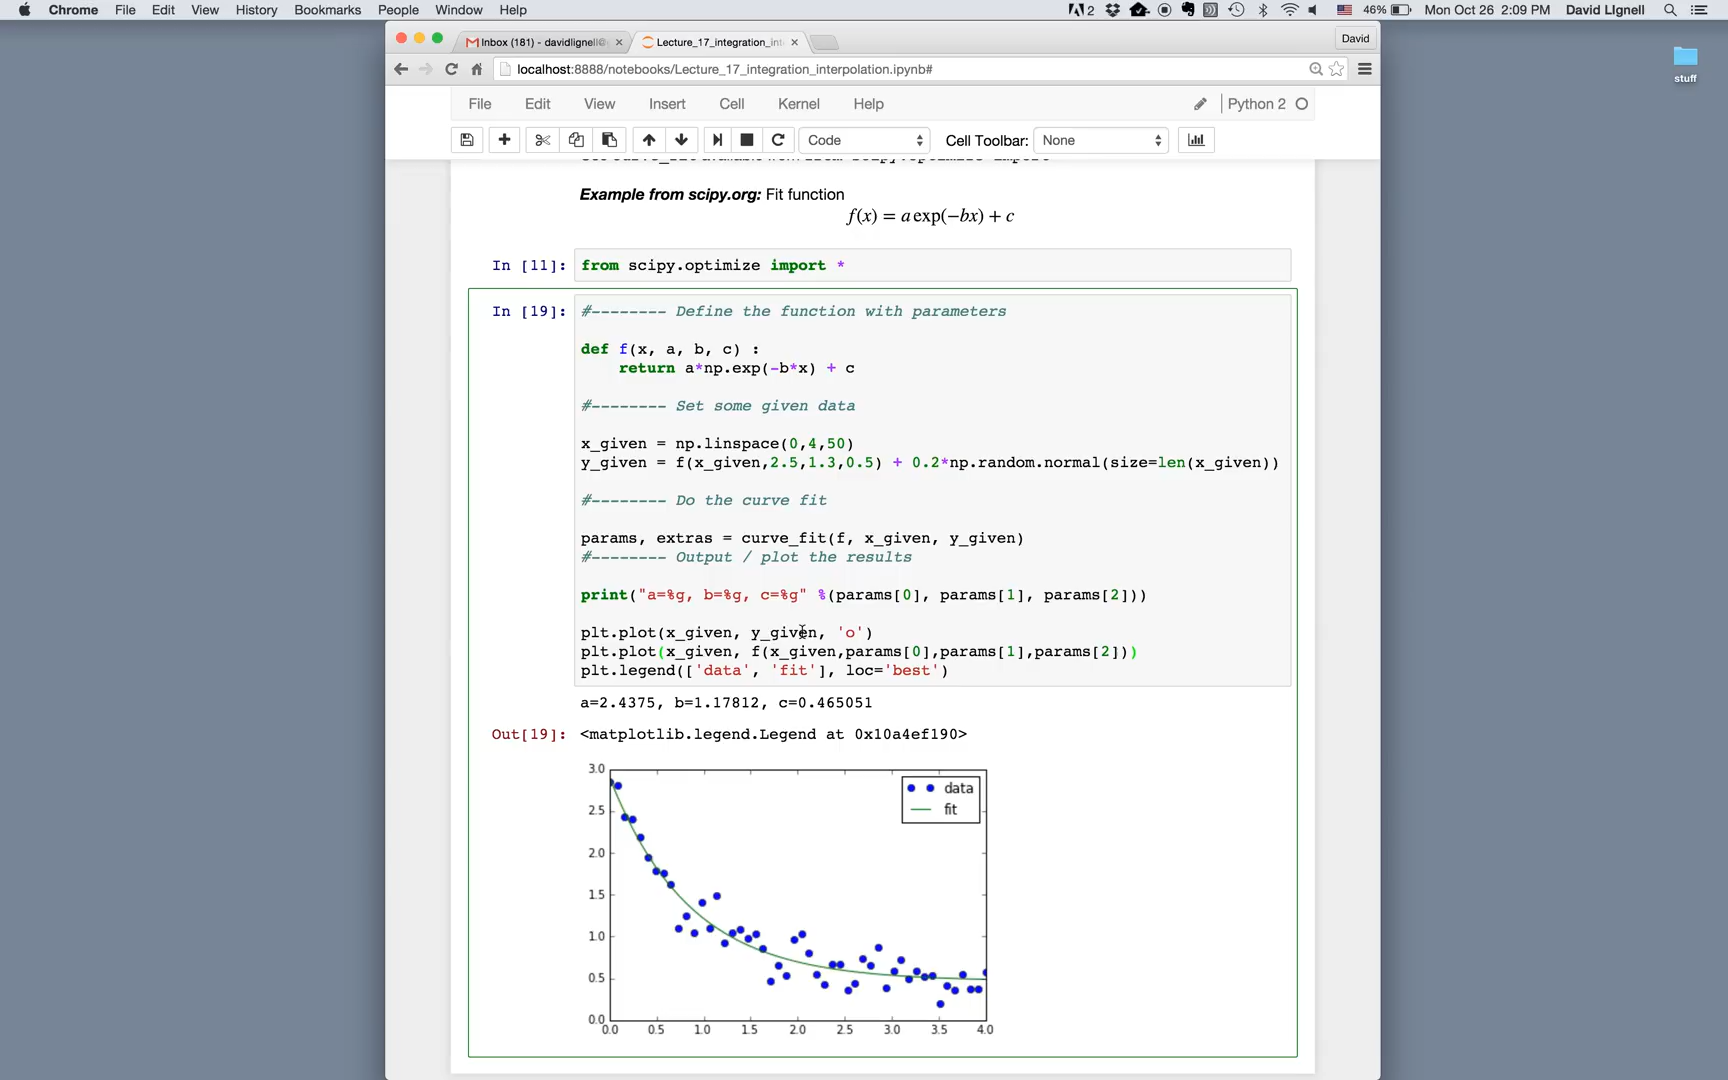 Chrome File Edit View History Bookmarks People Window Help 2 46% Mon Oct 26 2:09 PM David LIgnell
Inbox (181) - davidlignell@ Lecture_17_integration_int David
localhost:8888/notebooks/Lecture_17_integration_interpolation.ipynb#
stuff
File Edit View Insert Cell Kernel Help Python 2
Code Cell Toolbar: None
Example from scipy.org: Fit function
f(x) = a exp(−bx) + c
In [11]: from scipy.optimize import *
In [19]: #-------- Define the function with parameters
def f(x, a, b, c) :
return a*np.exp(-b*x) + c
#-------- Set some given data
x_given = np.linspace(0,4,50)
y_given = f(x_given,2.5,1.3,0.5) + 0.2*np.random.normal(size=len(x_given))
#-------- Do the curve fit
params, extras = curve_fit(f, x_given, y_given)
#-------- Output / plot the results
print("a=%g, b=%g, c=%g" %(params[0], params[1], params[2]))
plt.plot(x_given, y_given, 'o')
plt.plot(x_given, f(x_given,params[0],params[1],params[2]))
plt.legend(['data', 'fit'], loc='best')
a=2.4375, b=1.17812, c=0.465051
Out[19]: <matplotlib.legend.Legend at 0x10a4ef190>
3.0
2.5
2.0
1.5
1.0
0.5
0.0
data
fit
0.0 0.5 1.0 1.5 2.0 2.5 3.0 3.5 4.0